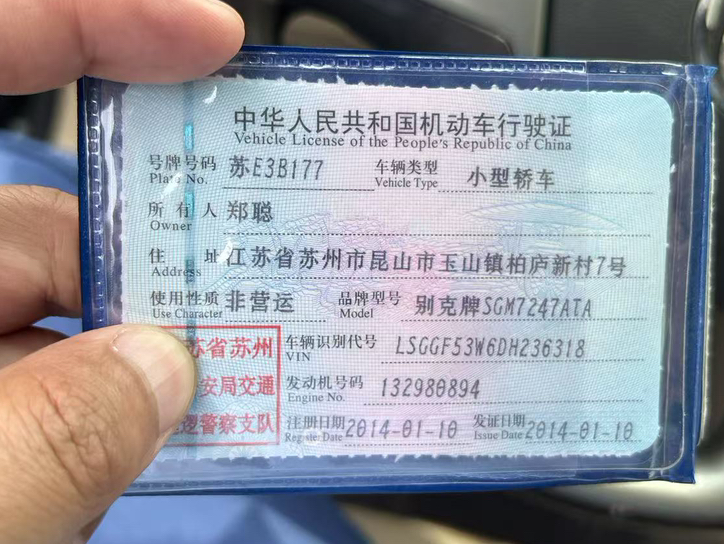 中华人民共和国机动车行驶证
Vehicle License of the People's Republic of China
号牌号码 苏E3B177 车辆类型 小型轿车
Plate No. Vehicle Type
所有人 郑聪
Owner
住址 江苏省苏州市昆山市玉山镇柏庐新村7号
Address
使用性质 非营运 品牌型号 别克牌SGM7247ATA
Use Character Model
苏省苏州 车辆识别代号 LSGGF53W6DH236318
VIN
安局交通 发动机号码 132980894
Engine No.
警察支队 注册日期 2014-01-10 发证日期 2014-01-10
Register Date Issue Date